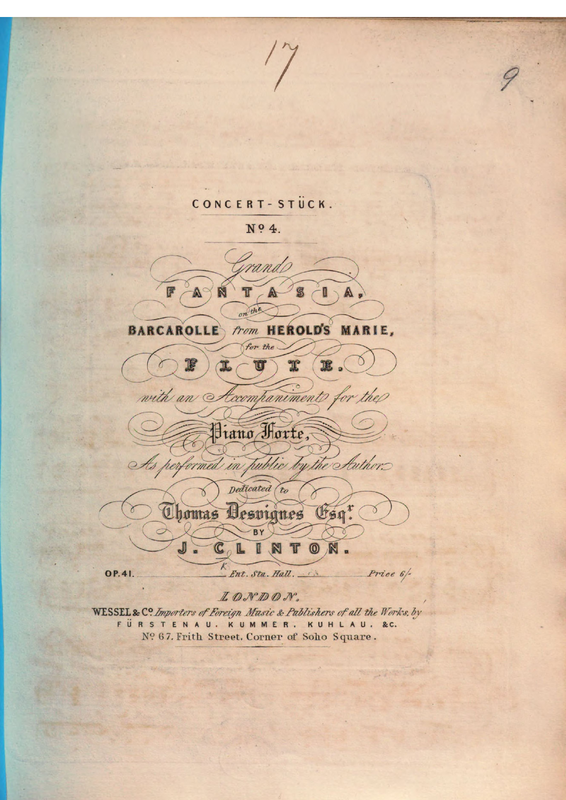 17
9
CONCERT-STÜCK.
No 4.
Grand
FANTASIA,
on the
BARCAROLLE from HEROLD'S MARIE,
for the
FLUTE.
with an Accompaniment for the
Piano Forte,
As performed in public by the Author.
Dedicated to
Thomas Desvignes Esqr.
BY
J. CLINTON.
OP. 41. Ent. Sta. Hall. Price 6/-
LONDON,
WESSEL & Co. Importers of Foreign Music & Publishers of all the Works, by
FÜRSTENAU, KUMMER, KUHLAU, &c.
No 67, Frith Street, Corner of Soho Square.